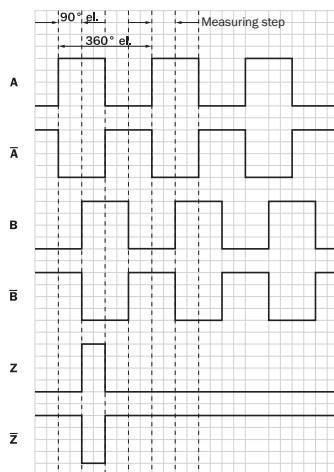 90° el.
Measuring step
360° el.
A
A̅
B
B̅
Z
Z̅